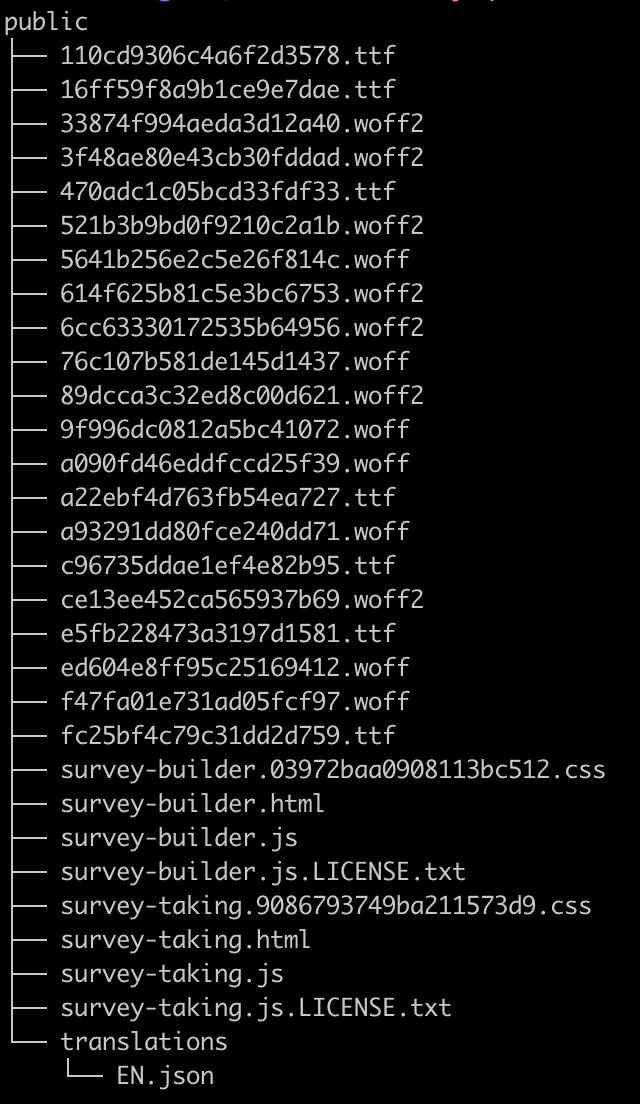 public
├── 110cd9306c4a6f2d3578.ttf
├── 16ff59f8a9b1ce9e7dae.ttf
├── 33874f994aeda3d12a40.woff2
├── 3f48ae80e43cb30fddad.woff2
├── 470adc1c05bcd33fdf33.ttf
├── 521b3b9bd0f9210c2a1b.woff2
├── 5641b256e2c5e26f814c.woff
├── 614f625b81c5e3bc6753.woff2
├── 6cc63330172535b64956.woff2
├── 76c107b581de145d1437.woff
├── 89dcca3c32ed8c00d621.woff2
├── 9f996dc0812a5bc41072.woff
├── a090fd46eddfccd25f39.woff
├── a22ebf4d763fb54ea727.ttf
├── a93291dd80fce240dd71.woff
├── c96735ddae1ef4e82b95.ttf
├── ce13ee452ca565937b69.woff2
├── e5fb228473a3197d1581.ttf
├── ed604e8ff95c25169412.woff
├── f47fa01e731ad05fcf97.woff
├── fc25bf4c79c31dd2d759.ttf
├── survey-builder.03972baa0908113bc512.css
├── survey-builder.html
├── survey-builder.js
├── survey-builder.js.LICENSE.txt
├── survey-taking.9086793749ba211573d9.css
├── survey-taking.html
├── survey-taking.js
├── survey-taking.js.LICENSE.txt
└── translations
    └── EN.json